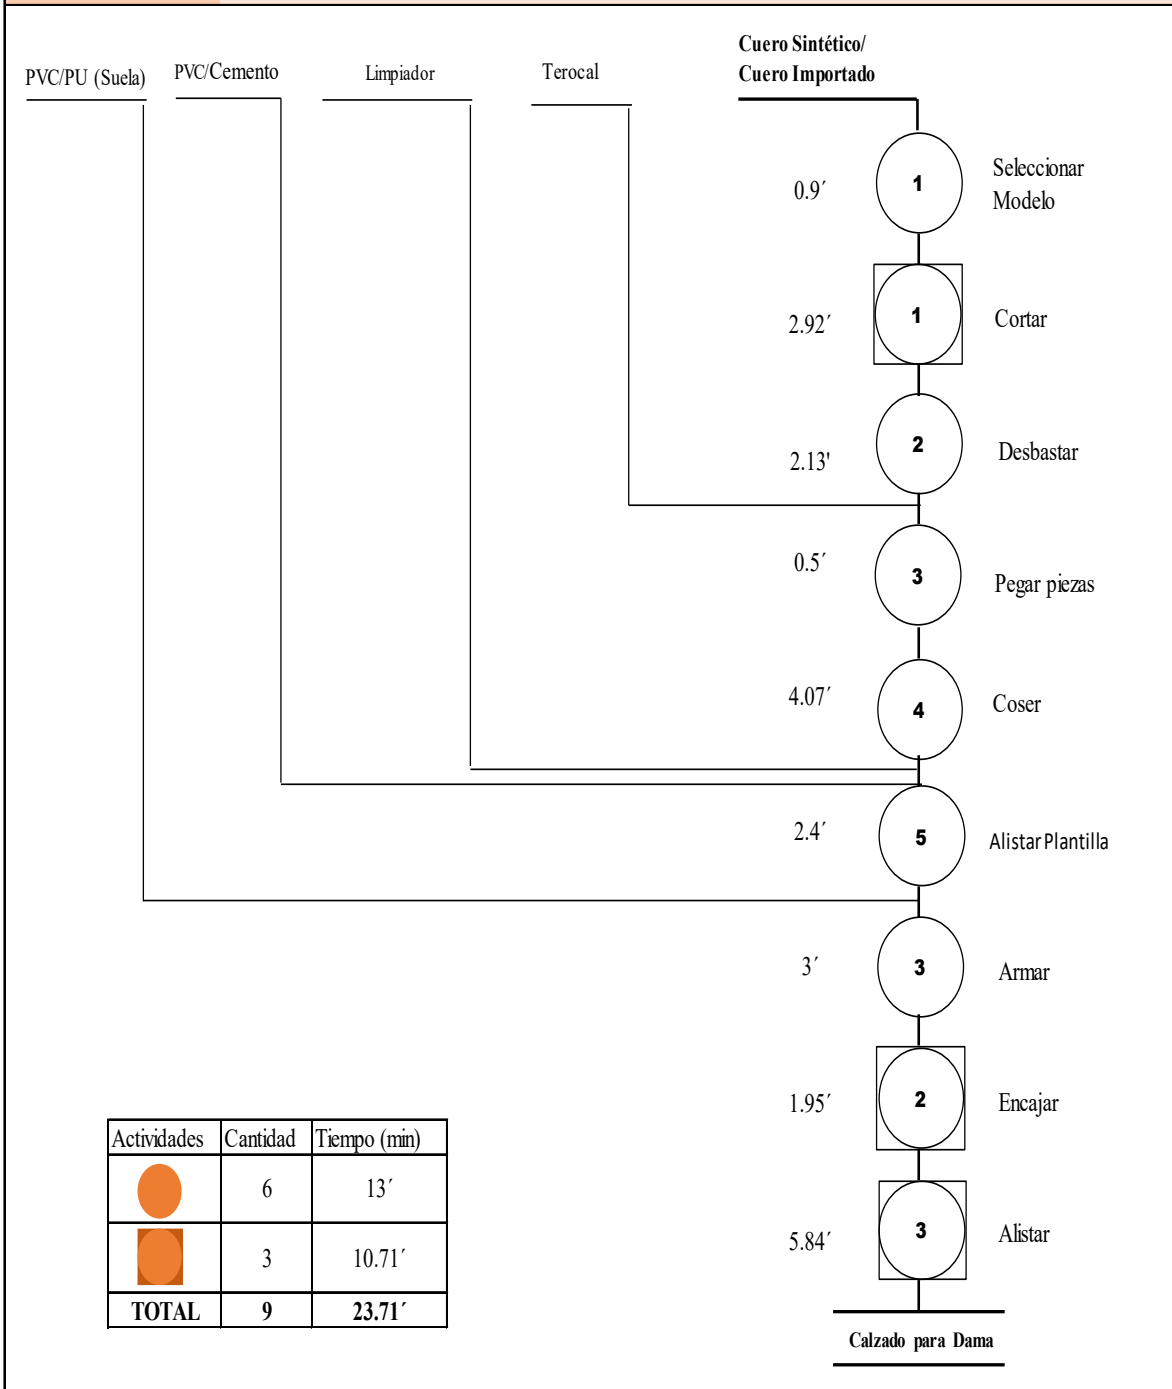 PVC/PU (Suela)
PVC/Cemento
Limpiador
Terocal
Cuero Sintético/
Cuero Importado
0.9´
1
Seleccionar
Modelo
2.92´
1
Cortar
2.13'
2
Desbastar
0.5´
3
Pegar piezas
4.07´
4
Coser
2.4´
5
Alistar Plantilla
3´
3
Armar
1.95´
2
Encajar
5.84´
3
Alistar
Calzado para Dama
Actividades Cantidad Tiempo (min)
6 13´
3 10.71´
TOTAL 9 23.71´